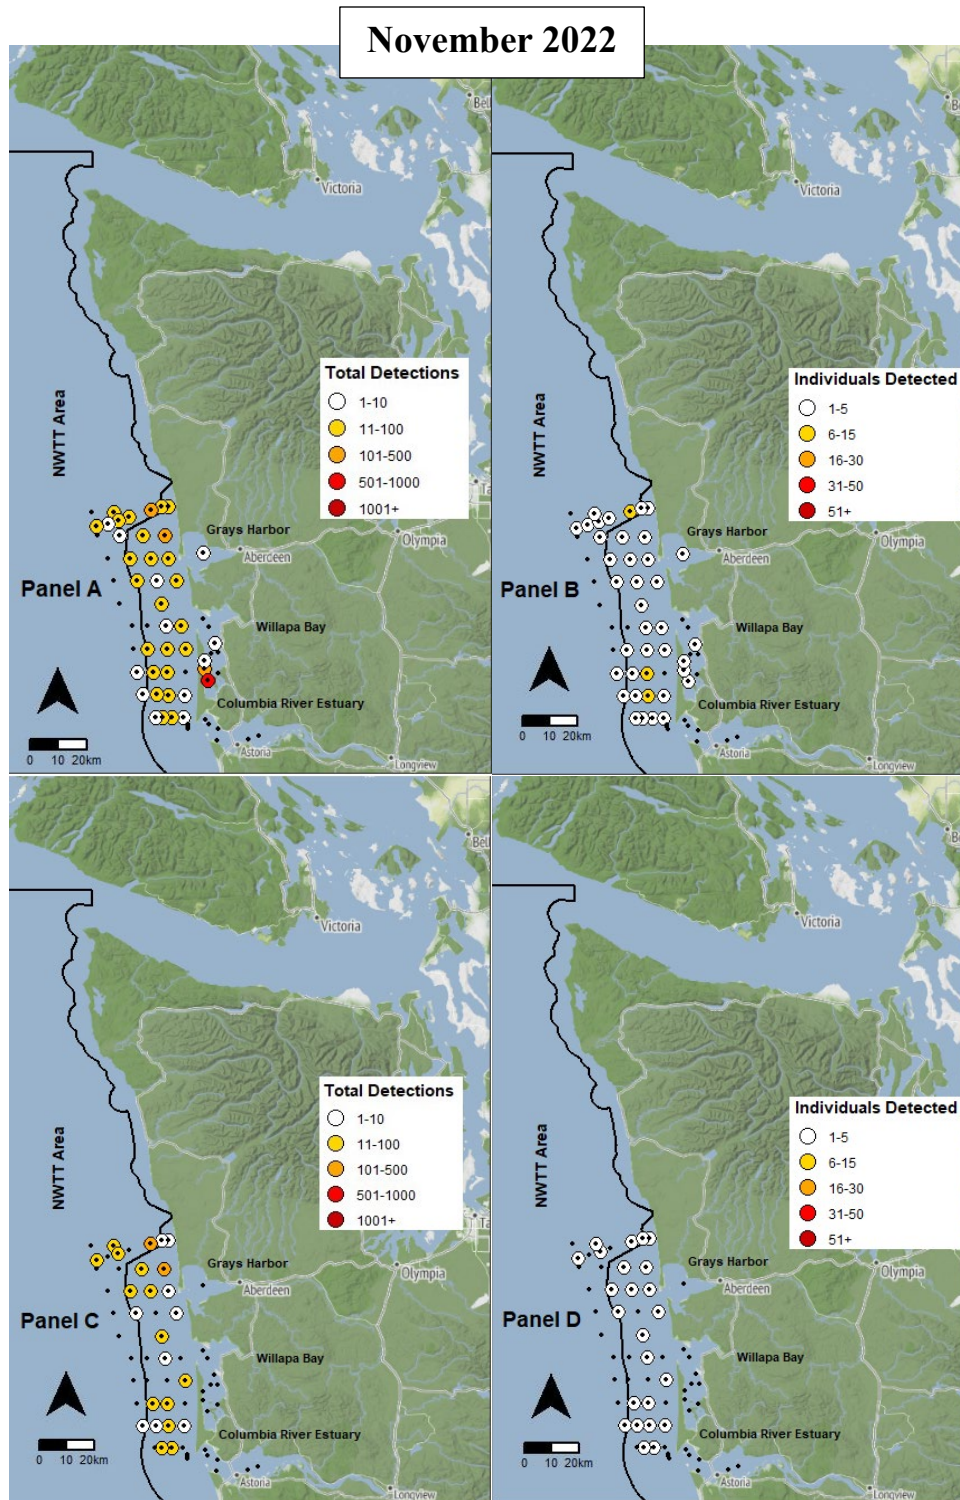 November 2022
Bel
Victoria
NWTT Area
Total Detections
1-10
11-100
101-500
501-1000
1001+
Ta
Grays Harbor
Aberdeen
Olympia
Panel A
Willapa Bay
Columbia River Estuary
Astoria
Longview
0 10 20km
Be
Victoria
NWTT Area
Individuals Detected
1-5
6-15
16-30
31-50
51+
Grays Harbor
Aberdeen
Olympia
Panel B
Willapa Bay
Columbia River Estuary
Astoria
Longview
0 10 20km
Bel
Victoria
NWTT Area
Total Detections
1-10
11-100
101-500
501-1000
1001+
Ta
Grays Harbor
Aberdeen
Olympia
Panel C
Willapa Bay
Columbia River Estuary
Astoria
Longview
0 10 20km
Be
Victoria
NWTT Area
Individuals Detected
1-5
6-15
16-30
31-50
51+
Grays Harbor
Aberdeen
Olympia
Panel D
Willapa Bay
Columbia River Estuary
Astoria
Longview
0 10 20km